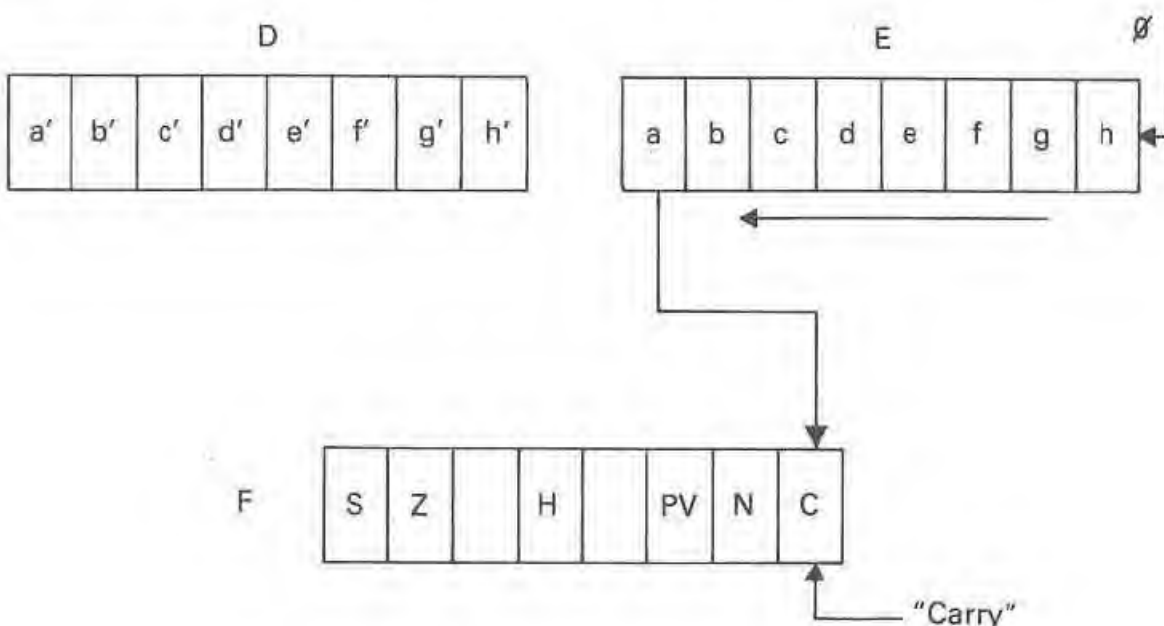 D E Ø
a′ b′ c′ d′ e′ f′ g′ h′ a b c d e f g h
F S Z H PV N C
"Carry"